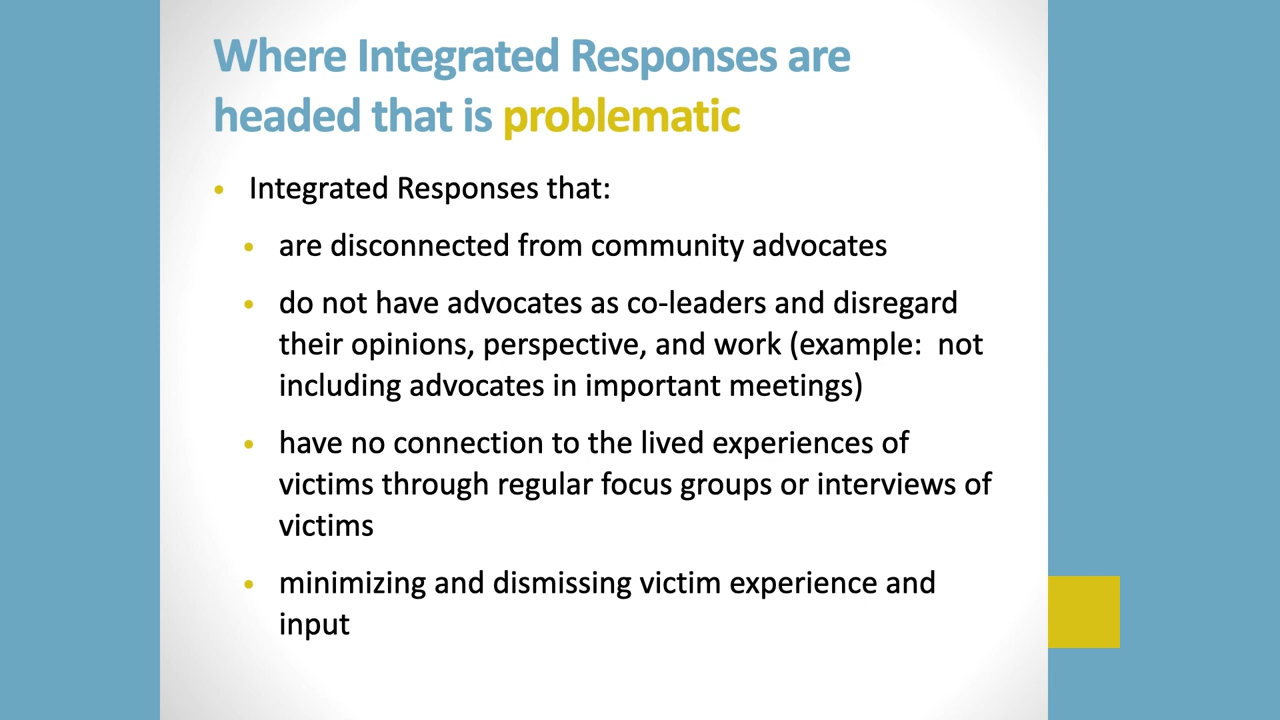 Where Integrated Responses are
headed that is problematic
• Integrated Responses that:
• are disconnected from community advocates
• do not have advocates as co-leaders and disregard
their opinions, perspective, and work (example:  not
including advocates in important meetings)
• have no connection to the lived experiences of
victims through regular focus groups or interviews of
victims
• minimizing and dismissing victim experience and
input